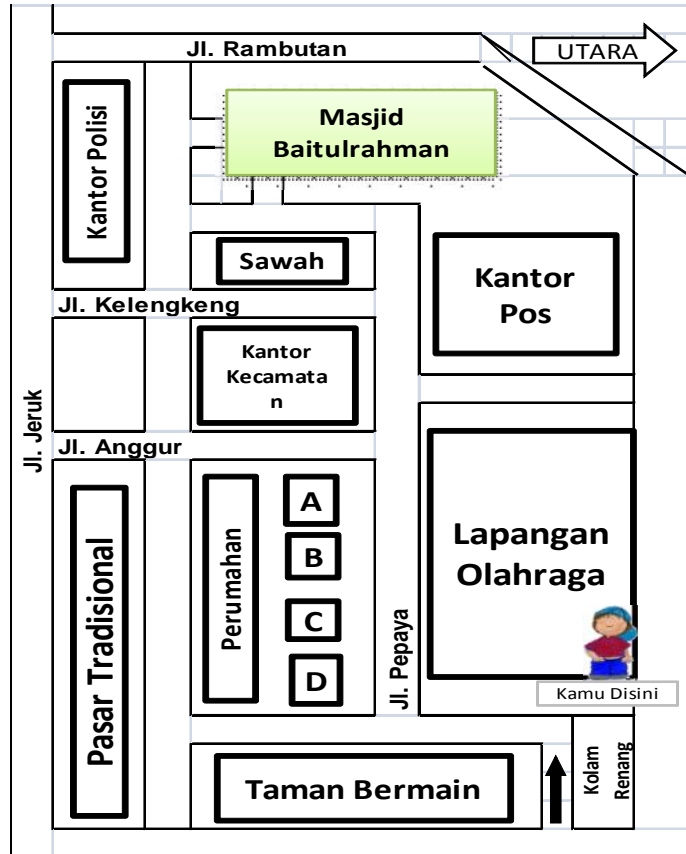 Jl. Rambutan
UTARA
Kantor Polisi
Masjid
Baitulrahman
Sawah
Kantor
Pos
Jl. Kelengkeng
Kantor
Kecamata
n
Jl. Jeruk
Jl. Anggur
Pasar Tradisional
Perumahan
A
B
C
D
Jl. Pepaya
Lapangan
Olahraga
Kamu Disini
Taman Bermain
Kolam
Renang